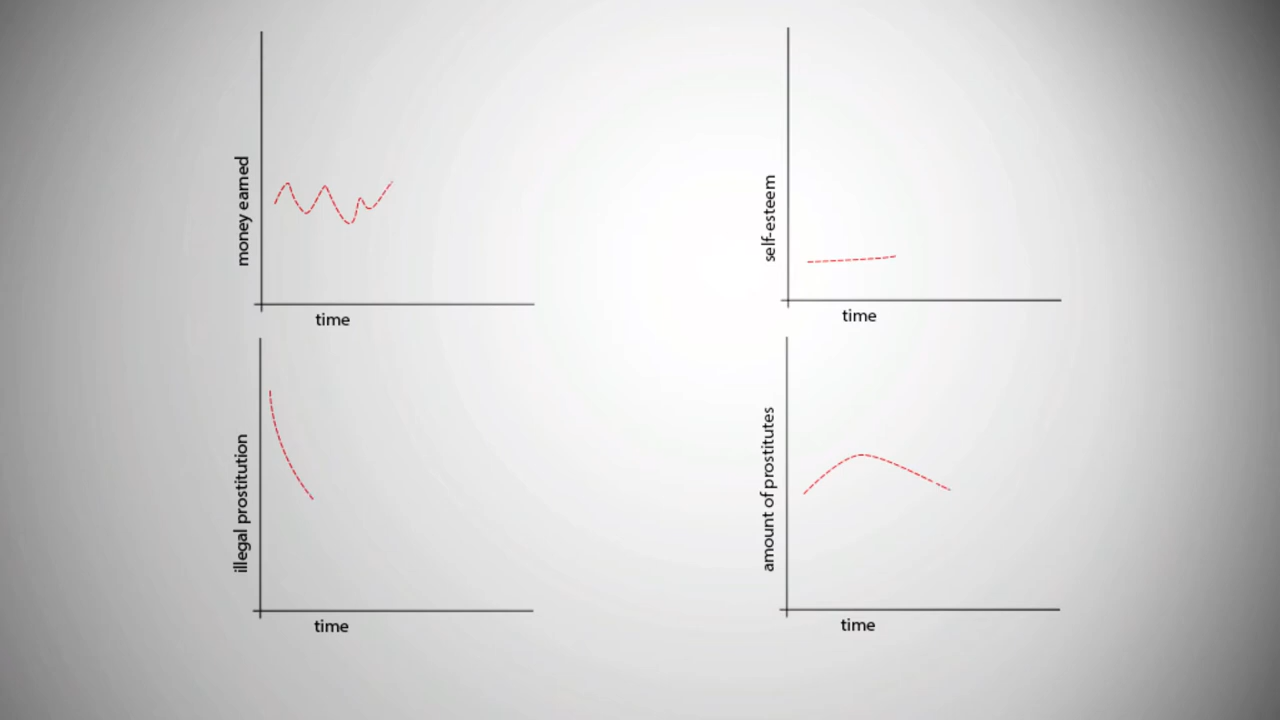 money earned
time
self-esteem
time
illegal prostitution
time
amount of prostitutes
time